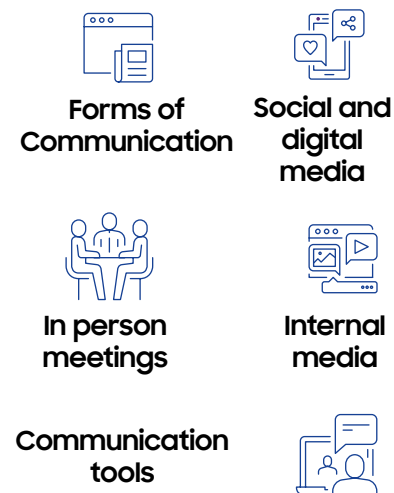 Forms of
Communication
Social and
digital
media
In person
meetings
Internal
media
Communication
tools